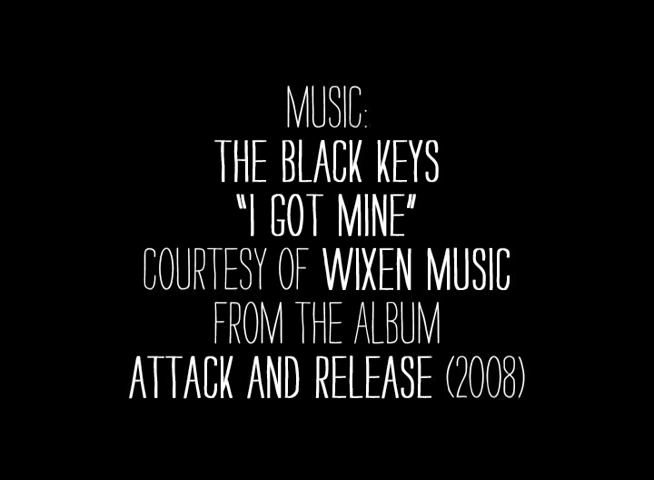 MUSIC:
THE BLACK KEYS
"I GOT MINE"
COURTESY OF WIXEN MUSIC
FROM THE ALBUM
ATTACK AND RELEASE (2008)